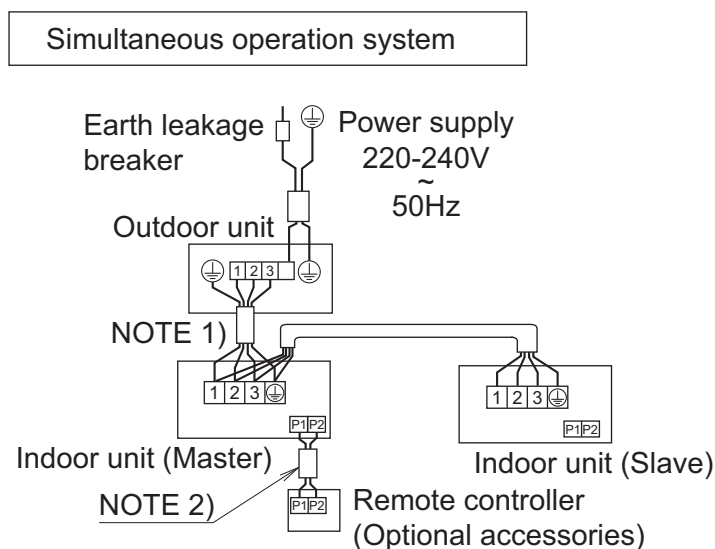 Simultaneous operation system
Earth leakage
breaker
Power supply
220-240V
~
50Hz
Outdoor unit
1 2 3
NOTE 1)
1 2 3
P1 P2
Indoor unit (Master)
1 2 3
P1 P2
Indoor unit (Slave)
NOTE 2)
P1 P2
Remote controller
(Optional accessories)